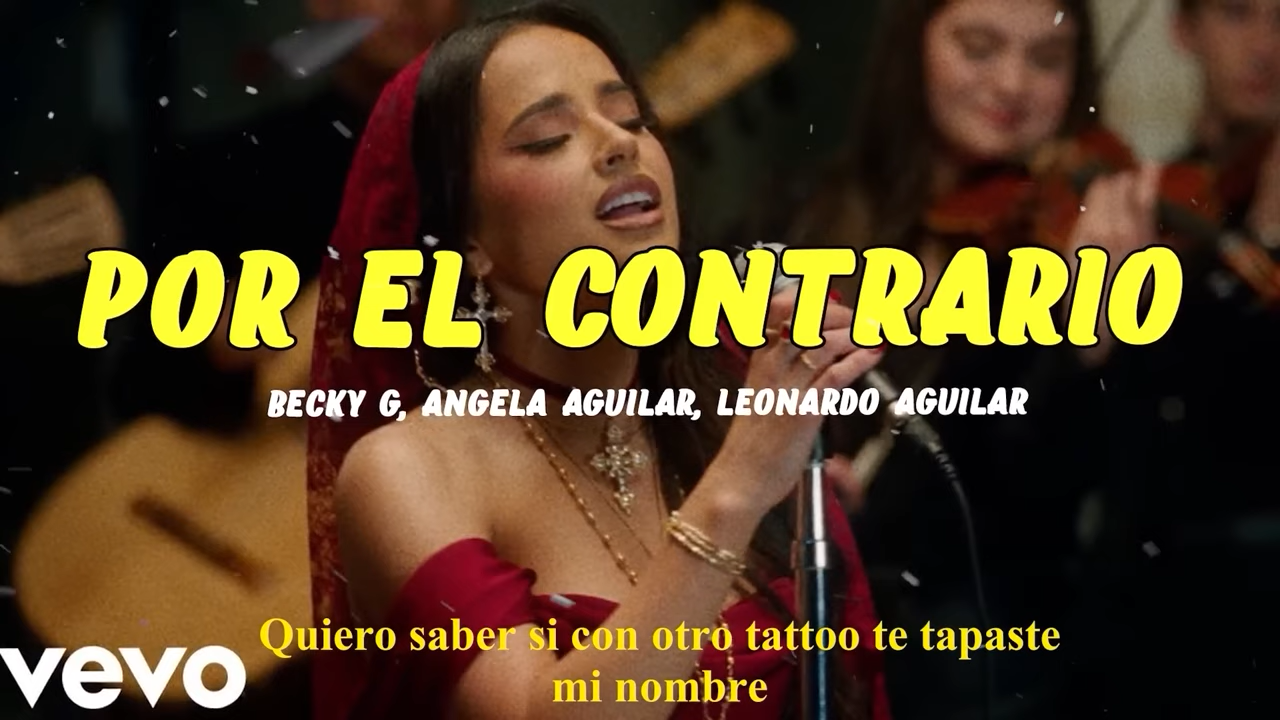 POR EL CONTRARIO
BECKY G, ANGELA AGUILAR, LEONARDO AGUILAR
Quiero saber si con otro tattoo te tapaste
mi nombre
vevo